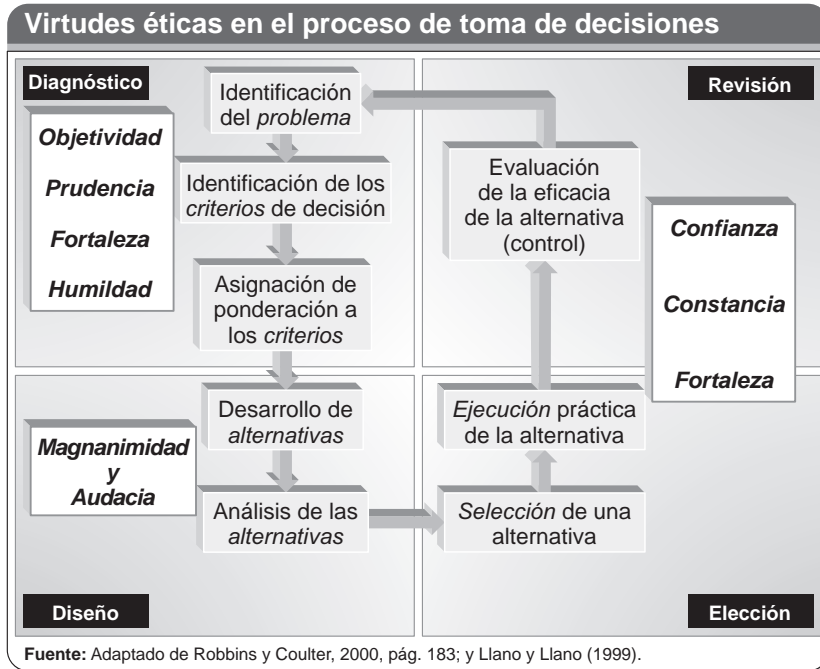 Virtudes éticas en el proceso de toma de decisiones
Diagnóstico
Objetividad
Prudencia
Fortaleza
Humildad
Identificación
del problema
Identificación de los
criterios de decisión
Asignación de
ponderación a
los criterios
Revisión
Evaluación
de la eficacia
de la alternativa
(control)
Confianza
Constancia
Fortaleza
Magnanimidad
y
Audacia
Desarrollo de
alternativas
Análisis de las
alternativas
Diseño
Ejecución práctica
de la alternativa
Selección de una
alternativa
Elección
Fuente: Adaptado de Robbins y Coulter, 2000, pág. 183; y Llano y Llano (1999).